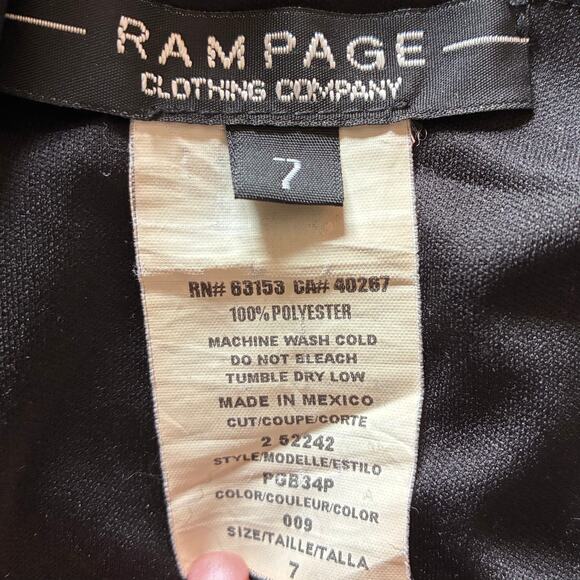 RAMPAGE
CLOTHING COMPANY
7
RN# 63153 CA# 40267
100% POLYESTER
MACHINE WASH COLD
DO NOT BLEACH
TUMBLE DRY LOW
MADE IN MEXICO
CUT/COUPE/CORTE
2 52242
STYLE/MODELLE/ESTILO
PGB34P
COLOR/COULEUR/COLOR
009
SIZE/TAILLE/TALLA
7